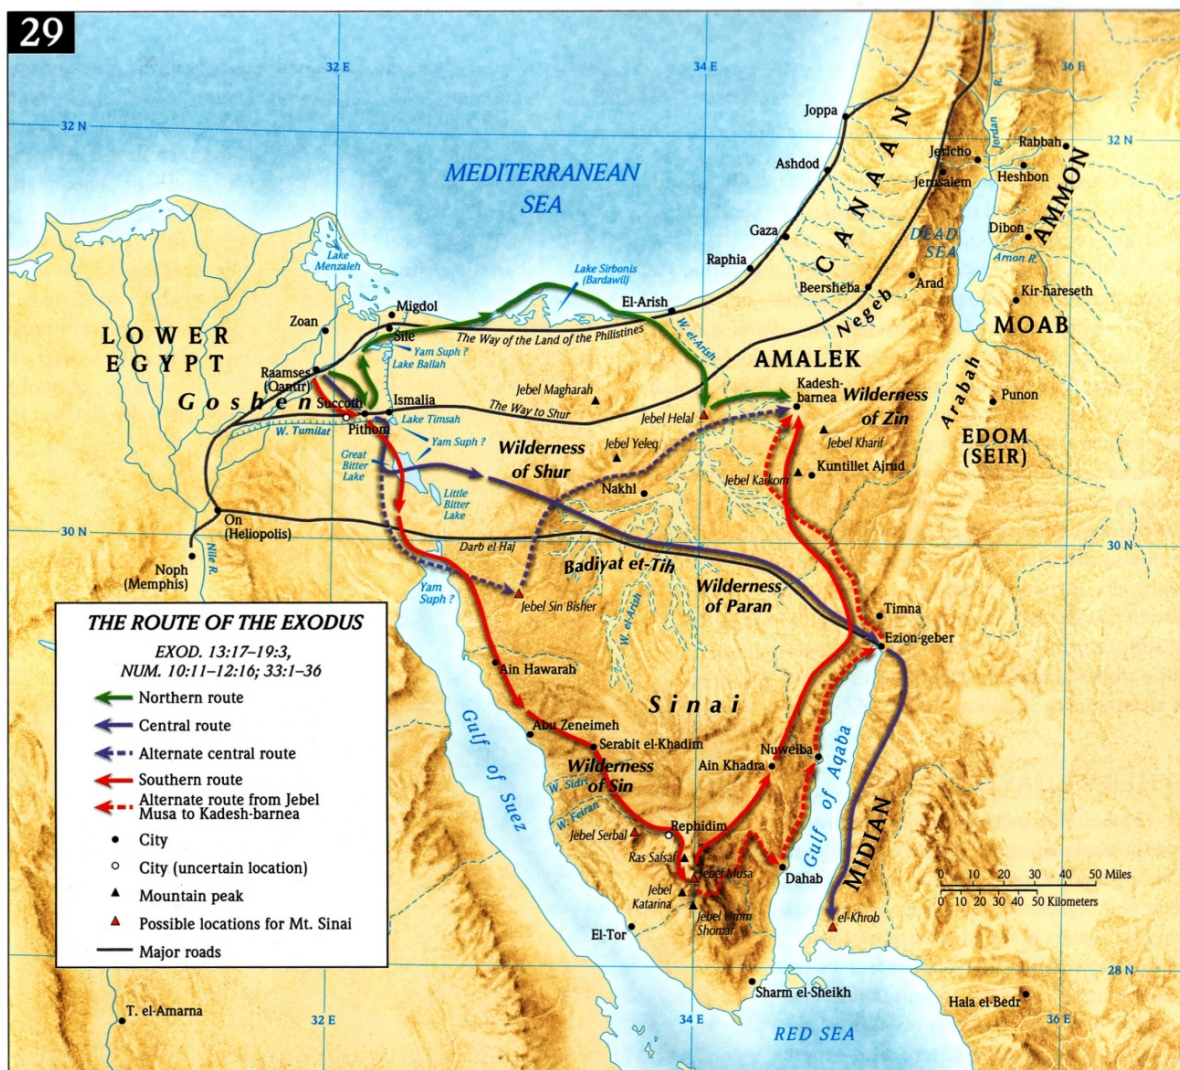 29
32 E
34 E
36 E
32 N
32 N
MEDITERRANEAN
SEA
Joppa
Ashdod
Gaza
Raphia
CANAAN
Jericho
Jerusalem
Jordan
R.
Rabbah
Heshbon
AMMON
DEAD
SEA
Dibon
Arnon R.
Beersheba
Arad
Negeb
Kir-hareseth
MOAB
Lake
Menzaleh
Lake Sirbonis
(Bardawil)
El-Arish
W. el-Arish
Migdol
Zoan
Sile
The Way of the Land of the Philistines
Yam Suph ?
Lake Ballah
LOWER
EGYPT
Raamses
(Qantir)
Goshen
Succoth
Ismalia
Pithom
Lake Timsah
W. Tumilat
Yam Suph ?
Great
Bitter
Lake
Little
Bitter
Lake
Jebel Magharah
The Way to Shur
Jebel Helal
AMALEK
Kadesh-
barnea
Wilderness
of Zin
Arabah
Punon
EDOM
(SEIR)
Jebel Kharif
Kuntillet Ajrud
Jebel Karkom
Wilderness
of Shur
Jebel Yeleq
Nakhl
On
(Heliopolis)
30 N
30 N
Darb el-Haj
Noph
(Memphis)
Nile R.
Badiyat et-Tih
Wilderness
of Paran
W. el-Arish
Yam
Suph ?
Jebel Sin Bisher
Timna
Ezion-geber
THE ROUTE OF THE EXODUS
EXOD. 13:17–19:3,
NUM. 10:11–12:16; 33:1–36
Northern route
Central route
Alternate central route
Southern route
Alternate route from Jebel
Musa to Kadesh-barnea
City
City (uncertain location)
Mountain peak
Possible locations for Mt. Sinai
Major roads
Ain Hawarah
Sinai
Abu Zeneimeh
Serabit el-Khadim
Wilderness
of Sin
Gulf of Suez
W. Sidri
W. Feiran
Nuweiba
Ain Khadra
Gulf of Aqaba
MIDIAN
Jebel Serbal
Rephidim
Ras Salsaf
Jebel Musa
Jebel
Katarina
Jebel Umm
Shomar
Dahab
el-Khrob
El-Tor
Sharm el-Sheikh
0 10 20 30 40 50 Miles
0 10 20 30 40 50 Kilometers
28 N
Hala el-Bedr
T. el-Amarna
32 E
34 E
36 E
RED SEA